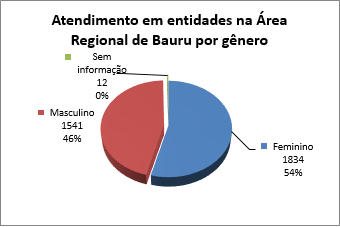 Atendimento em entidades na Área
Regional de Bauru por gênero
Sem
informação
12
0%
Masculino
1541
46%
Feminino
1834
54%